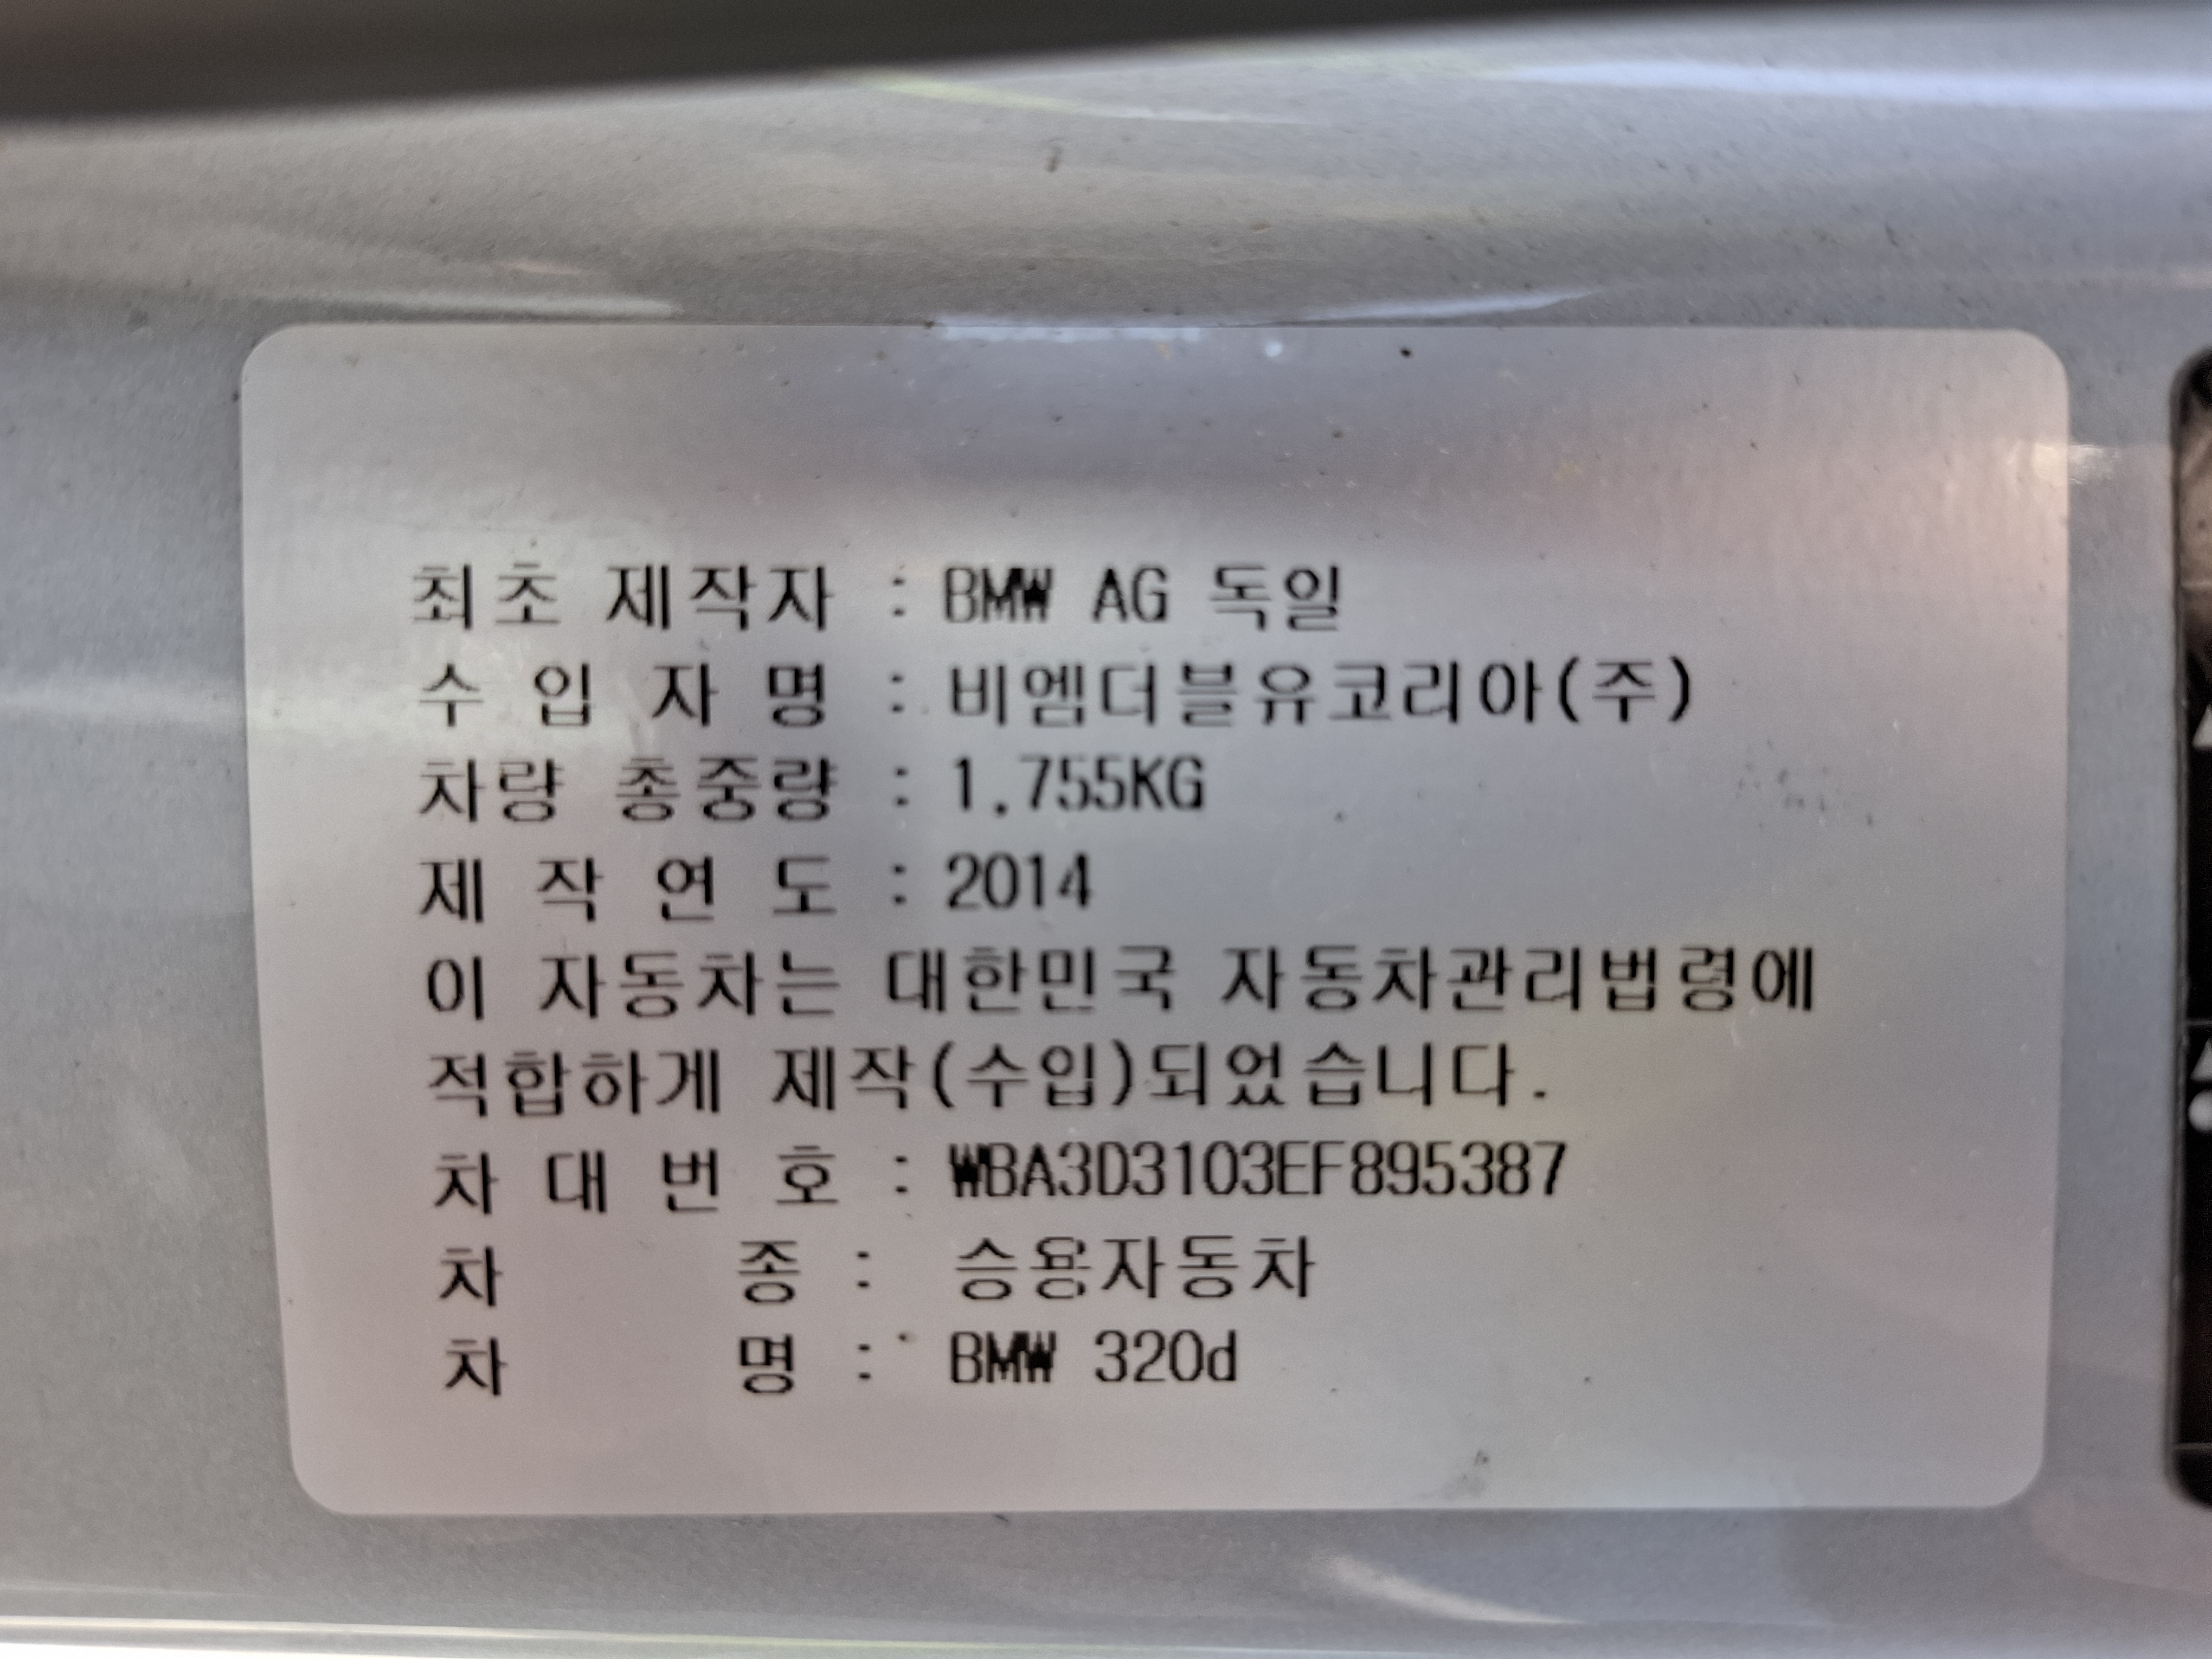 최초 제작자 : BMW AG 독일
수 입 자 명 : 비엠더블유코리아(주)
차량 총중량 : 1,755KG
제 작 연 도 : 2014
이 자동차는 대한민국 자동차관리법령에
적합하게 제작(수입)되었습니다.
차 대 번 호 : WBA3D3103EF895387
차 종 : 승용자동차
차 명 : BMW 320d